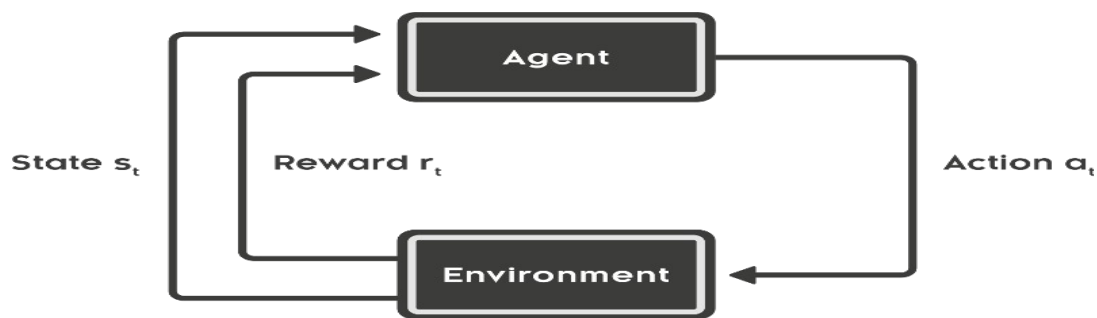 Agent
State sₜ
Reward rₜ
Action aₜ
Environment